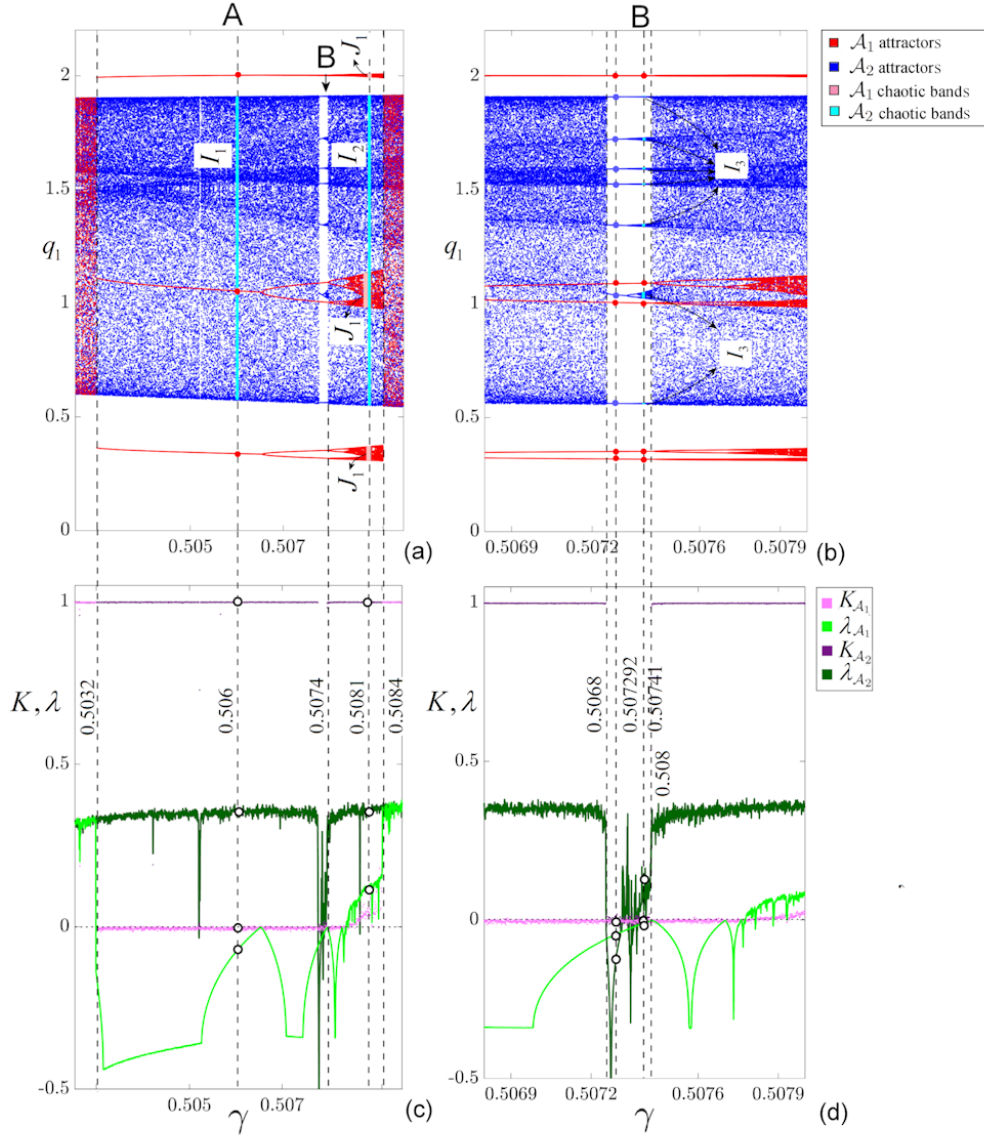 A
B
J₁
B
𝒜₁ attractors
𝒜₂ attractors
𝒜₁ chaotic bands
𝒜₂ chaotic bands
2
1.5
q₁
1
0.5
0
I₁
I₂
J₁
J₁
0.505
0.507
(a)
2
1.5
q₁
1
0.5
0
I₃
I₃
0.5069
0.5072
0.5076
0.5079
(b)
1
K, λ
0.5
0
-0.5
0.5032
0.506
0.5074
0.5081
0.5084
0.505
0.507
γ
(c)
K_𝒜₁
λ_𝒜₁
K_𝒜₂
λ_𝒜₂
1
K, λ
0.5
0
-0.5
0.5068
0.507292
0.50741
0.508
0.5069
0.5072
0.5076
0.5079
γ
(d)